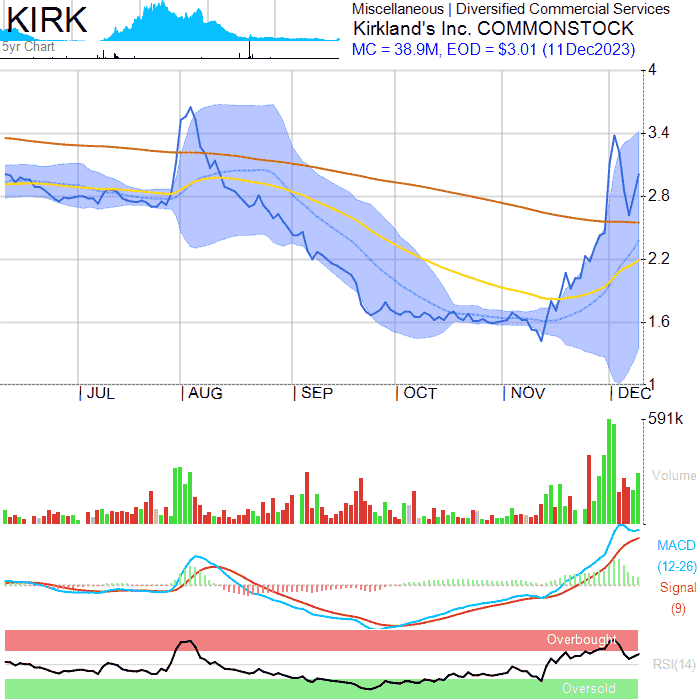 KIRK
5yr Chart
Miscellaneous | Diversified Commercial Services
Kirkland's Inc. COMMONSTOCK
MC = 38.9M, EOD = $3.01 (11Dec2023)
4
3.4
2.8
2.2
1.6
1
JUL AUG SEP OCT NOV DEC
591k
Volume
MACD
(12-26)
Signal
(9)
Overbought
RSI(14)
Oversold